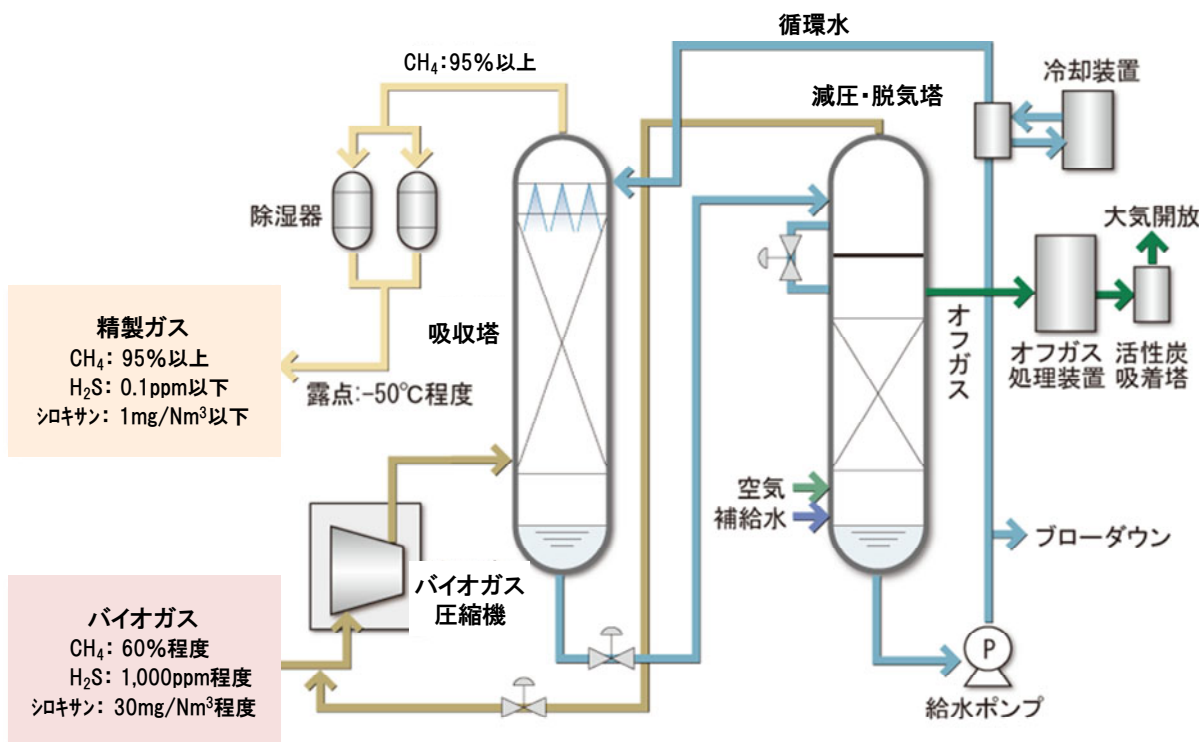 循環水
CH₄:95%以上
冷却装置
減圧・脱気塔
除湿器
大気開放
精製ガス
CH₄: 95%以上
H₂S: 0.1ppm以下
シロキサン: 1mg/Nm³以下
吸収塔
オフガス
オフガス
処理装置
活性炭
吸着塔
露点:-50℃程度
空気
補給水
ブローダウン
バイオガス
圧縮機
バイオガス
CH₄: 60%程度
H₂S: 1,000ppm程度
シロキサン: 30mg/Nm³程度
P
給水ポンプ